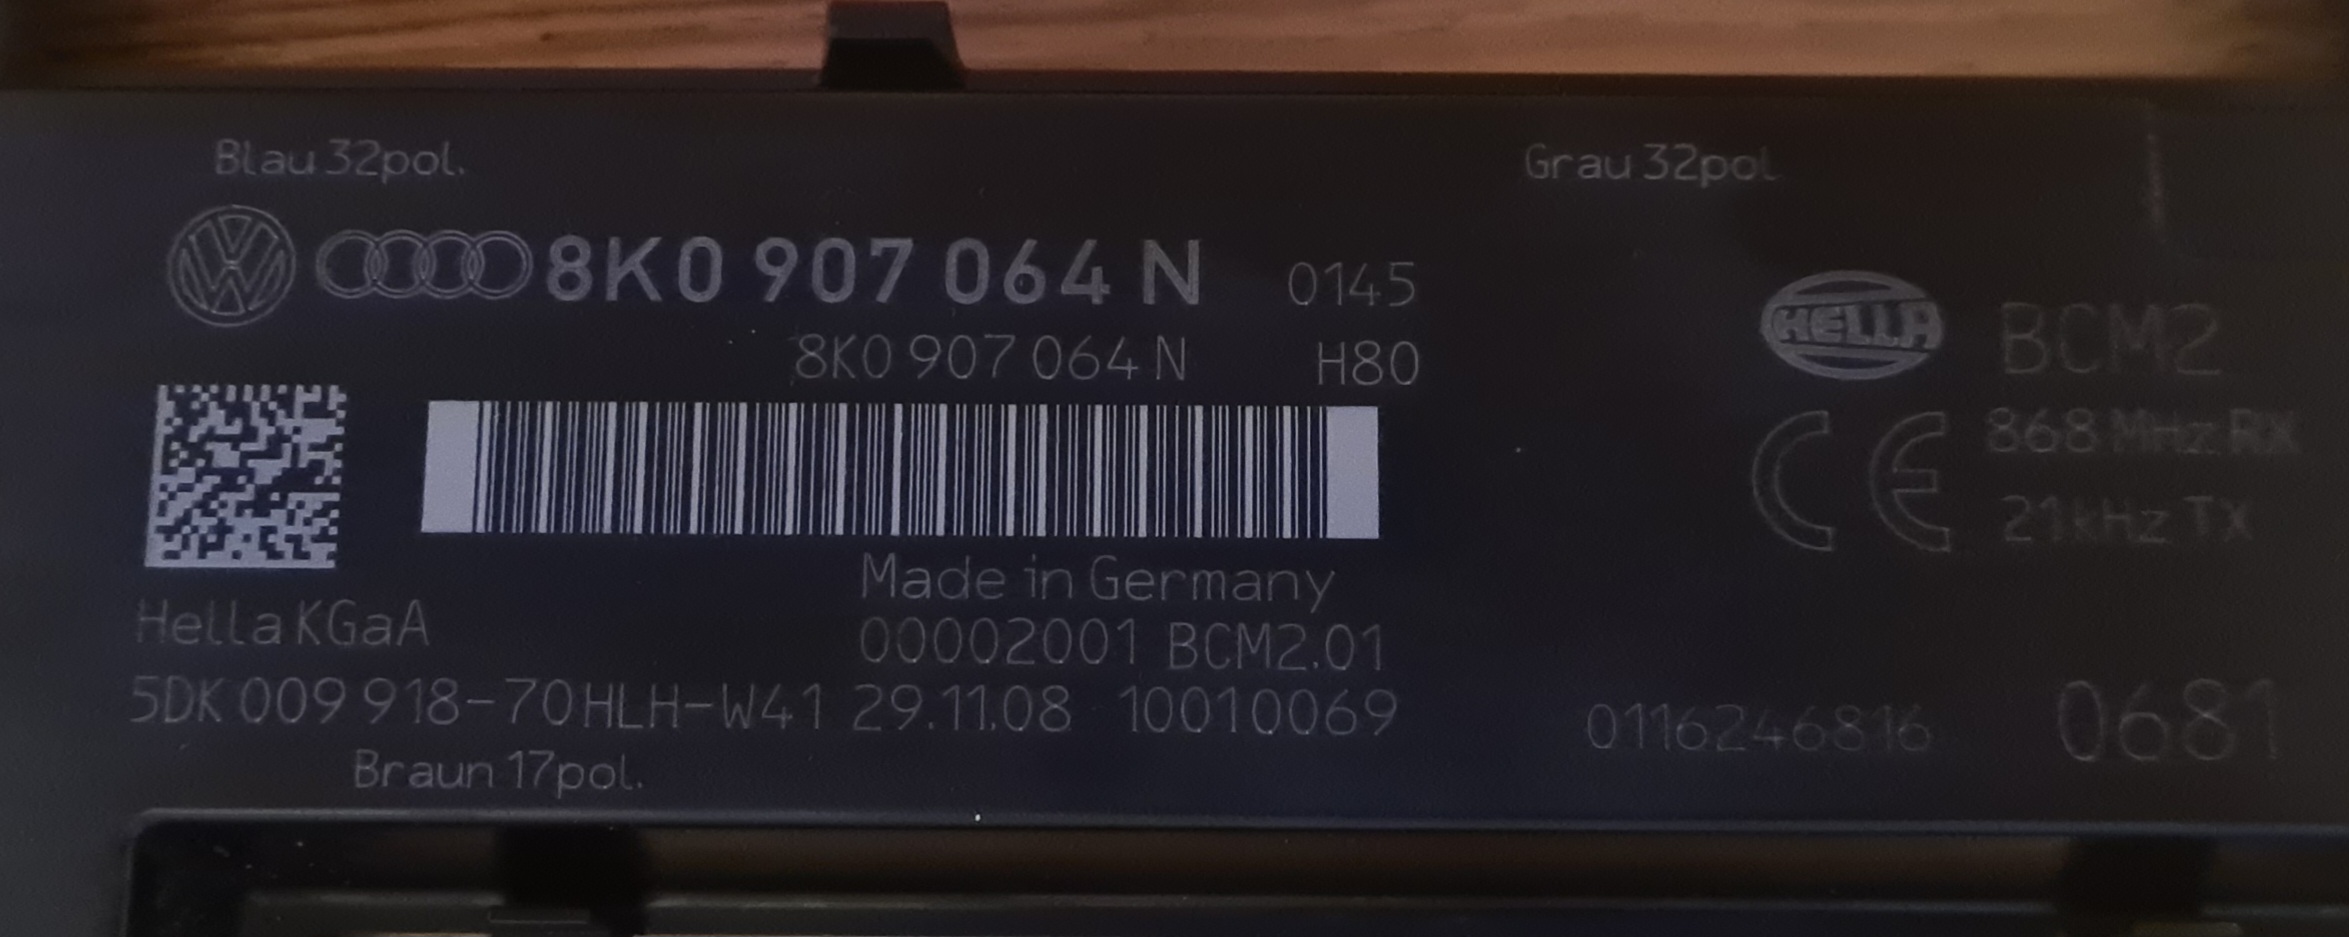 Blau 32pol. Grau 32pol.
8K0 907 064 N 0145
8K0 907 064 N H80
HELLA BCM2
868 MHz RX
CE 21kHz TX
Made in Germany
Hella KGaA 00002001 BCM2.01
5DK 009 918-70 HLH-W41 29.11.08 10010069 0116246816 0681
Braun 17pol.